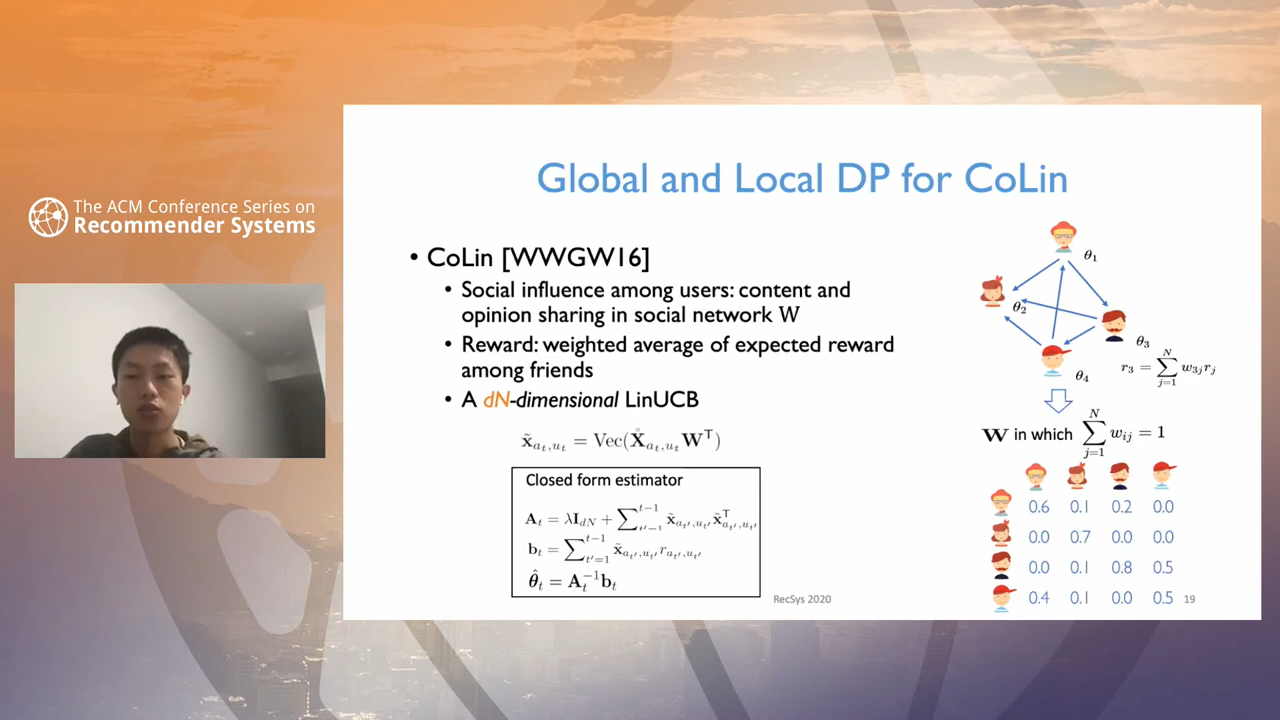 The ACM Conference Series on
Recommender Systems
Global and Local DP for CoLin
• CoLin [WWGW16]
• Social influence among users: content and
opinion sharing in social network W
• Reward: weighted average of expected reward
among friends
• A dN-dimensional LinUCB
x̃_{a_t,u_t} = Vec(X̊_{a_t,u_t} W^T)
Closed form estimator
A_t = λI_{dN} + ∑_{t'=1}^{t−1} x̃_{a_{t'},u_{t'}} x̃^T_{a_{t'},u_{t'}}
b_t = ∑_{t'=1}^{t−1} x̃_{a_{t'},u_{t'}} r_{a_{t'},u_{t'}}
θ̂_t = A_t^{−1} b_t
θ_1
θ_2
θ_3
θ_4
r_3 = ∑_{j=1}^{N} w_{3j} r_j
W in which ∑_{j=1}^{N} w_{ij} = 1
0.6 0.1 0.2 0.0
0.0 0.7 0.0 0.0
0.0 0.1 0.8 0.5
0.4 0.1 0.0 0.5
RecSys 2020
19